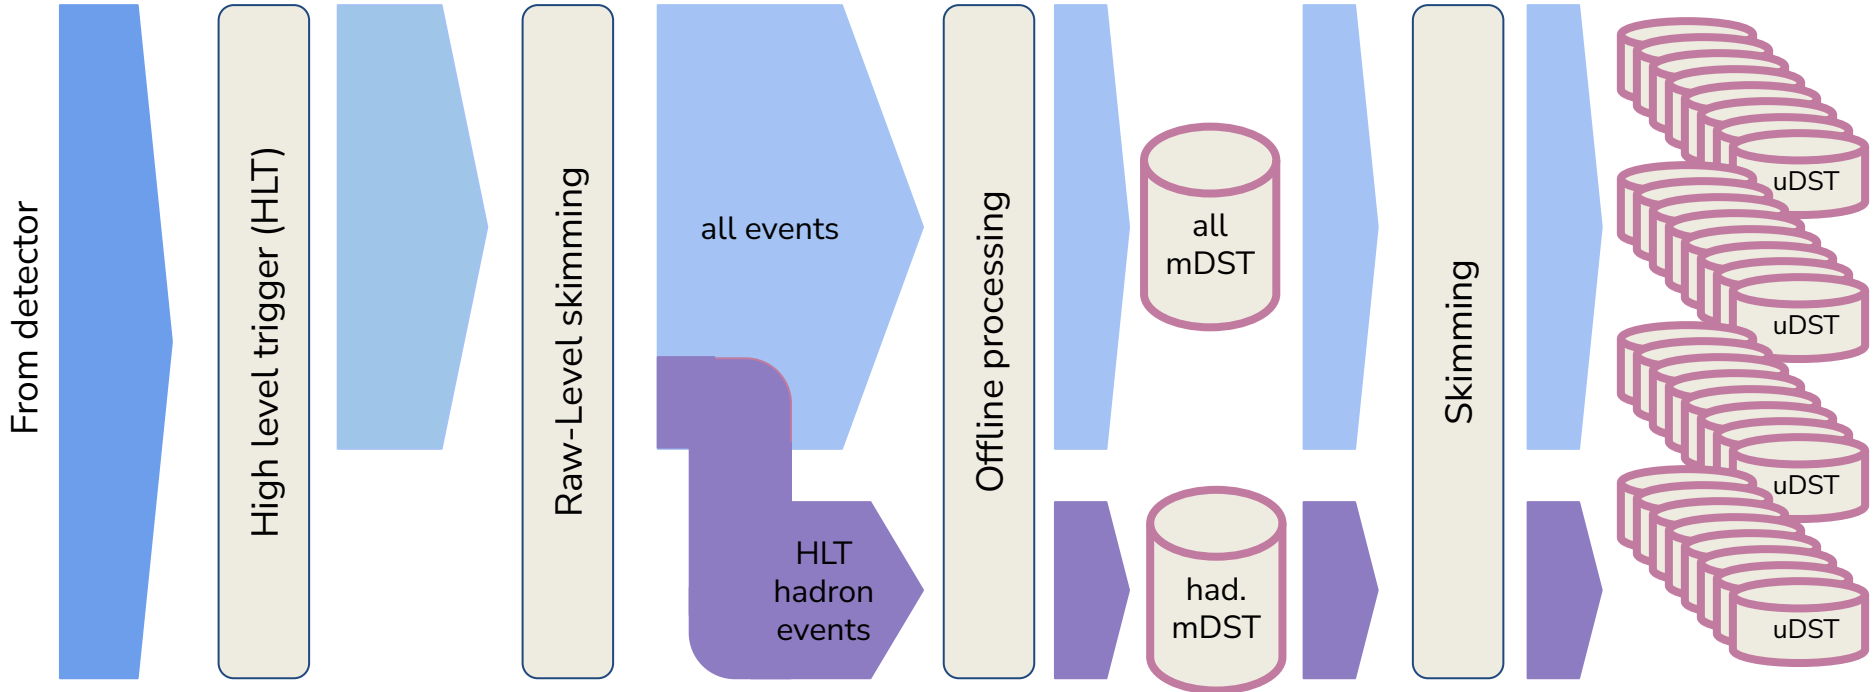 From detector
High level trigger (HLT)
Raw-Level skimming
all events
HLT
hadron
events
Offline processing
all
mDST
had.
mDST
Skimming
uDST
uDST
uDST
uDST